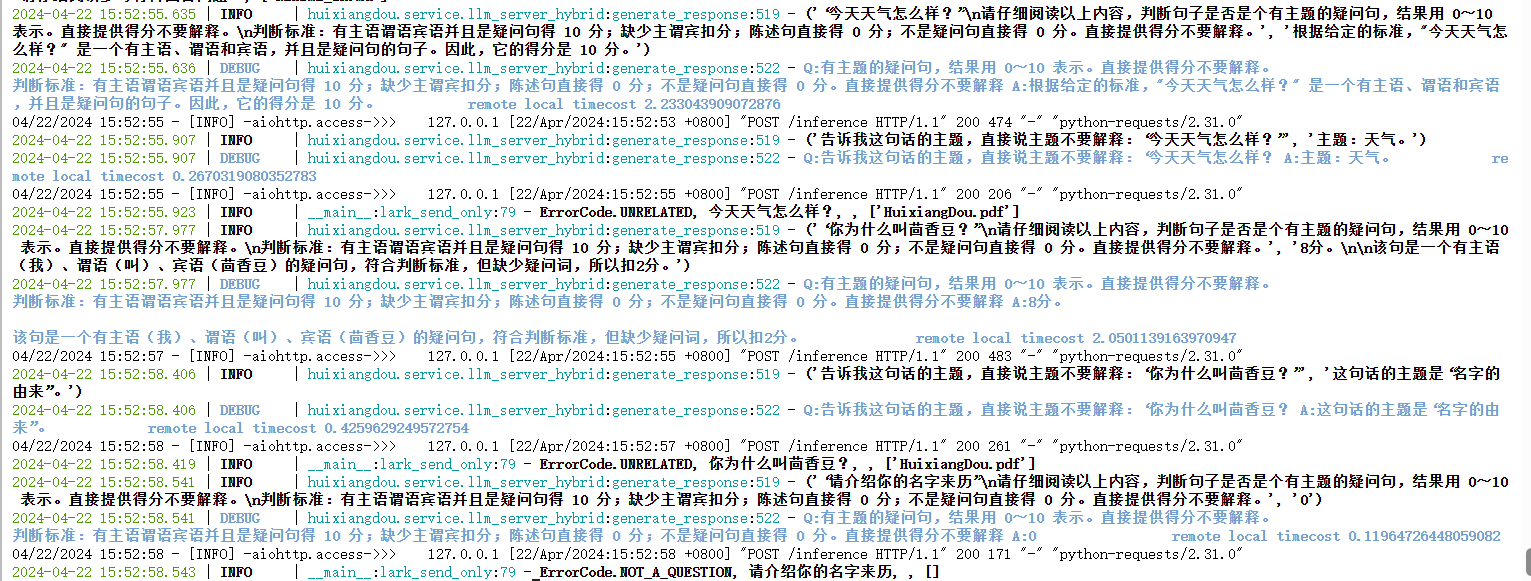 2024-04-22 15:52:55.635 | INFO     | huixiangdou.service.llm_server_hybrid:generate_response:519 - ('“今天天气怎么样？”\n请仔细阅读以上内容，判断句子是否是个有主题的疑问句，结果用 0～10
表示。直接提供得分不要解释。\n判断标准：有主语谓语宾语并且是疑问句得 10 分；缺少主谓宾扣分；陈述句直接得 0 分；不是疑问句直接得 0 分。直接提供得分不要解释。', '根据给定的标准，"今天天气怎
么样？" 是一个有主语、谓语和宾语，并且是疑问句的句子。因此，它的得分是 10 分。')
2024-04-22 15:52:55.636 | DEBUG    | huixiangdou.service.llm_server_hybrid:generate_response:522 - Q:有主题的疑问句，结果用 0～10 表示。直接提供得分不要解释。
判断标准：有主语谓语宾语并且是疑问句得 10 分；缺少主谓宾扣分；陈述句直接得 0 分；不是疑问句直接得 0 分。直接提供得分不要解释 A:根据给定的标准，"今天天气怎么样？" 是一个有主语、谓语和宾语
，并且是疑问句的句子。因此，它的得分是 10 分。         remote local timecost 2.233043909072876
04/22/2024 15:52:55 - [INFO] -aiohttp.access->>>    127.0.0.1 [22/Apr/2024:15:52:53 +0800] "POST /inference HTTP/1.1" 200 474 "-" "python-requests/2.31.0"
2024-04-22 15:52:55.907 | INFO     | huixiangdou.service.llm_server_hybrid:generate_response:519 - ('告诉我这句话的主题，直接说主题不要解释：“今天天气怎么样？”', '主题：天气。')
2024-04-22 15:52:55.907 | DEBUG    | huixiangdou.service.llm_server_hybrid:generate_response:522 - Q:告诉我这句话的主题，直接说主题不要解释：“今天天气怎么样？ A:主题：天气。         re
mote local timecost 0.2670319080352783
04/22/2024 15:52:55 - [INFO] -aiohttp.access->>>    127.0.0.1 [22/Apr/2024:15:52:55 +0800] "POST /inference HTTP/1.1" 200 206 "-" "python-requests/2.31.0"
2024-04-22 15:52:55.923 | INFO     | __main__:lark_send_only:79 - ErrorCode.UNRELATED, 今天天气怎么样？, , ['HuixiangDou.pdf']
2024-04-22 15:52:57.977 | INFO     | huixiangdou.service.llm_server_hybrid:generate_response:519 - ('“你为什么叫茴香豆？”\n请仔细阅读以上内容，判断句子是否是个有主题的疑问句，结果用 0～10
表示。直接提供得分不要解释。\n判断标准：有主语谓语宾语并且是疑问句得 10 分；缺少主谓宾扣分；陈述句直接得 0 分；不是疑问句直接得 0 分。直接提供得分不要解释。', '8分。\n\n该句是一个有主语
（我）、谓语（叫）、宾语（茴香豆）的疑问句，符合判断标准，但缺少疑问词，所以扣2分。')
2024-04-22 15:52:57.977 | DEBUG    | huixiangdou.service.llm_server_hybrid:generate_response:522 - Q:有主题的疑问句，结果用 0～10 表示。直接提供得分不要解释。
判断标准：有主语谓语宾语并且是疑问句得 10 分；缺少主谓宾扣分；陈述句直接得 0 分；不是疑问句直接得 0 分。直接提供得分不要解释 A:8分。
该句是一个有主语（我）、谓语（叫）、宾语（茴香豆）的疑问句，符合判断标准，但缺少疑问词，所以扣2分。         remote local timecost 2.0501139163970947
04/22/2024 15:52:57 - [INFO] -aiohttp.access->>>    127.0.0.1 [22/Apr/2024:15:52:55 +0800] "POST /inference HTTP/1.1" 200 483 "-" "python-requests/2.31.0"
2024-04-22 15:52:58.406 | INFO     | huixiangdou.service.llm_server_hybrid:generate_response:519 - ('告诉我这句话的主题，直接说主题不要解释：“你为什么叫茴香豆？”', '这句话的主题是“名字的
由来”。')
2024-04-22 15:52:58.406 | DEBUG    | huixiangdou.service.llm_server_hybrid:generate_response:522 - Q:告诉我这句话的主题，直接说主题不要解释：“你为什么叫茴香豆？ A:这句话的主题是“名字的由
来”。         remote local timecost 0.4259629249572754
04/22/2024 15:52:58 - [INFO] -aiohttp.access->>>    127.0.0.1 [22/Apr/2024:15:52:57 +0800] "POST /inference HTTP/1.1" 200 261 "-" "python-requests/2.31.0"
2024-04-22 15:52:58.419 | INFO     | __main__:lark_send_only:79 - ErrorCode.UNRELATED, 你为什么叫茴香豆？, , ['HuixiangDou.pdf']
2024-04-22 15:52:58.541 | INFO     | huixiangdou.service.llm_server_hybrid:generate_response:519 - ('“请介绍你的名字来历”\n请仔细阅读以上内容，判断句子是否是个有主题的疑问句，结果用 0～10
表示。直接提供得分不要解释。\n判断标准：有主语谓语宾语并且是疑问句得 10 分；缺少主谓宾扣分；陈述句直接得 0 分；不是疑问句直接得 0 分。直接提供得分不要解释。', '0')
2024-04-22 15:52:58.541 | DEBUG    | huixiangdou.service.llm_server_hybrid:generate_response:522 - Q:有主题的疑问句，结果用 0～10 表示。直接提供得分不要解释。
判断标准：有主语谓语宾语并且是疑问句得 10 分；缺少主谓宾扣分；陈述句直接得 0 分；不是疑问句直接得 0 分。直接提供得分不要解释 A:0         remote local timecost 0.11964726448059082
04/22/2024 15:52:58 - [INFO] -aiohttp.access->>>    127.0.0.1 [22/Apr/2024:15:52:58 +0800] "POST /inference HTTP/1.1" 200 171 "-" "python-requests/2.31.0"
2024-04-22 15:52:58.543 | INFO     | __main__:lark_send_only:79 - ErrorCode.NOT_A_QUESTION, 请介绍你的名字来历, , []